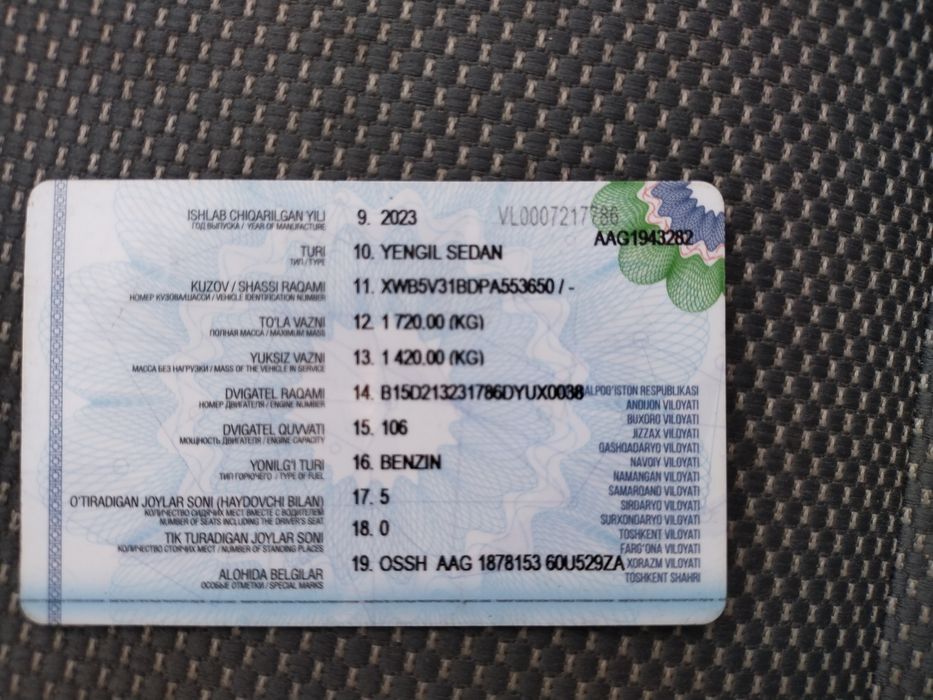 ISHLAB CHIQARILGAN YILI 9. 2023 VL0007217786
ГОД ВЫПУСКА / YEAR OF MANUFACTURE
AAG1943282
TURI 10. YENGIL SEDAN
ТИП / TYPE
KUZOV / SHASSI RAQAMI 11. XWB5V31BDPA553650 / -
НОМЕР КУЗОВА/ШАССИ / VEHICLE IDENTIFICATION NUMBER
TO'LA VAZNI 12. 1 720.00 (KG)
ПОЛНАЯ МАССА / MAXIMUM MASS
YUKSIZ VAZNI 13. 1 420.00 (KG)
МАССА БЕЗ НАГРУЗКИ / MASS OF THE VEHICLE IN SERVICE
DVIGATEL RAQAMI 14. B15D213231786DYUX0038
НОМЕР ДВИГАТЕЛЯ / ENGINE NUMBER
DVIGATEL QUVVATI 15. 106
МОЩНОСТЬ ДВИГАТЕЛЯ / ENGINE CAPACITY
YONILG'I TURI 16. BENZIN
ТИП ГОРЮЧЕГО / TYPE OF FUEL
O'TIRADIGAN JOYLAR SONI (HAYDOVCHI BILAN) 17. 5
КОЛИЧЕСТВО СИДЯЧИХ МЕСТ ВМЕСТЕ С ВОДИТЕЛЕМ
NUMBER OF SEATS INCLUDING THE DRIVER'S SEAT
TIK TURADIGAN JOYLAR SONI 18. 0
КОЛИЧЕСТВО СТОЯЧИХ МЕСТ / NUMBER OF STANDING PLACES
ALOHIDA BELGILAR 19. OSSH AAG 1878153 60U529ZA
ОСОБЫЕ ОТМЕТКИ / SPECIAL MARKS
RESPUBLIKASI
ANDIJON VILOYATI
BUXORO VILOYATI
JIZZAX VILOYATI
QASHQADARYO VILOYATI
NAVOIY VILOYATI
NAMANGAN VILOYATI
SAMARQAND VILOYATI
SIRDARYO VILOYATI
SURXONDARYO VILOYATI
TOSHKENT VILOYATI
FARG'ONA VILOYATI
XORAZM VILOYATI
TOSHKENT SHAHRI